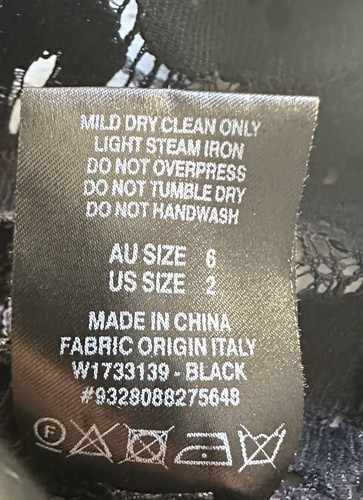 MILD DRY CLEAN ONLY
LIGHT STEAM IRON
DO NOT OVERPRESS
DO NOT TUMBLE DRY
DO NOT HANDWASH
AU SIZE 6
US SIZE 2
MADE IN CHINA
FABRIC ORIGIN ITALY
W1733139 - BLACK
#9328088275648
F